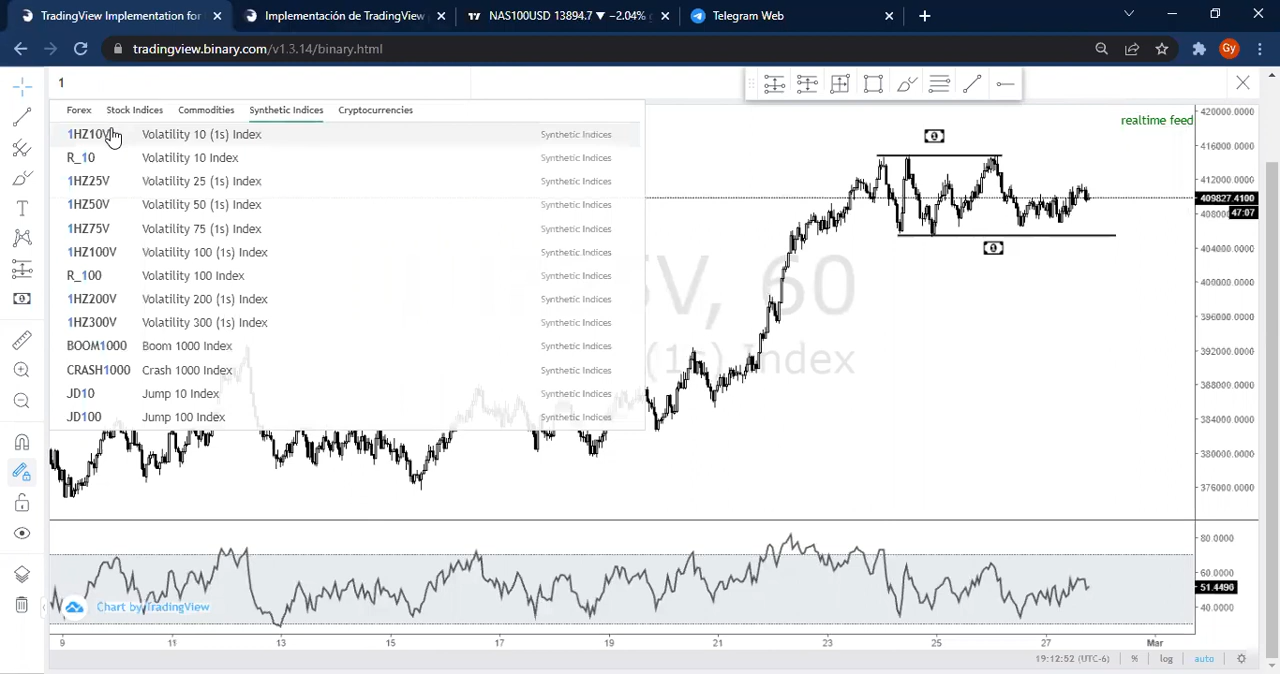 TradingView Implementation for
Implementación de TradingView
NAS100USD 13894.7 ▼ −2.04%
Telegram Web
tradingview.binary.com/v1.3.14/binary.html
Gy
1
Forex Stock Indices Commodities Synthetic Indices Cryptocurrencies
1HZ10V Volatility 10 (1s) Index Synthetic Indices
R_10 Volatility 10 Index Synthetic Indices
1HZ25V Volatility 25 (1s) Index Synthetic Indices
1HZ50V Volatility 50 (1s) Index Synthetic Indices
1HZ75V Volatility 75 (1s) Index Synthetic Indices
1HZ100V Volatility 100 (1s) Index Synthetic Indices
R_100 Volatility 100 Index Synthetic Indices
1HZ200V Volatility 200 (1s) Index Synthetic Indices
1HZ300V Volatility 300 (1s) Index Synthetic Indices
BOOM1000 Boom 1000 Index Synthetic Indices
CRASH1000 Crash 1000 Index Synthetic Indices
JD10 Jump 10 Index Synthetic Indices
JD100 Jump 100 Index Synthetic Indices
V, 60
(1s) Index
realtime feed
420000.0000
416000.0000
412000.0000
409827.4100
47:07
404000.0000
400000.0000
396000.0000
392000.0000
388000.0000
384000.0000
380000.0000
376000.0000
80.0000
60.0000
51.4490
40.0000
Chart by TradingView
9 11 13 15 17 19 21 23 25 27 Mar
19:12:52 (UTC-6) % log auto